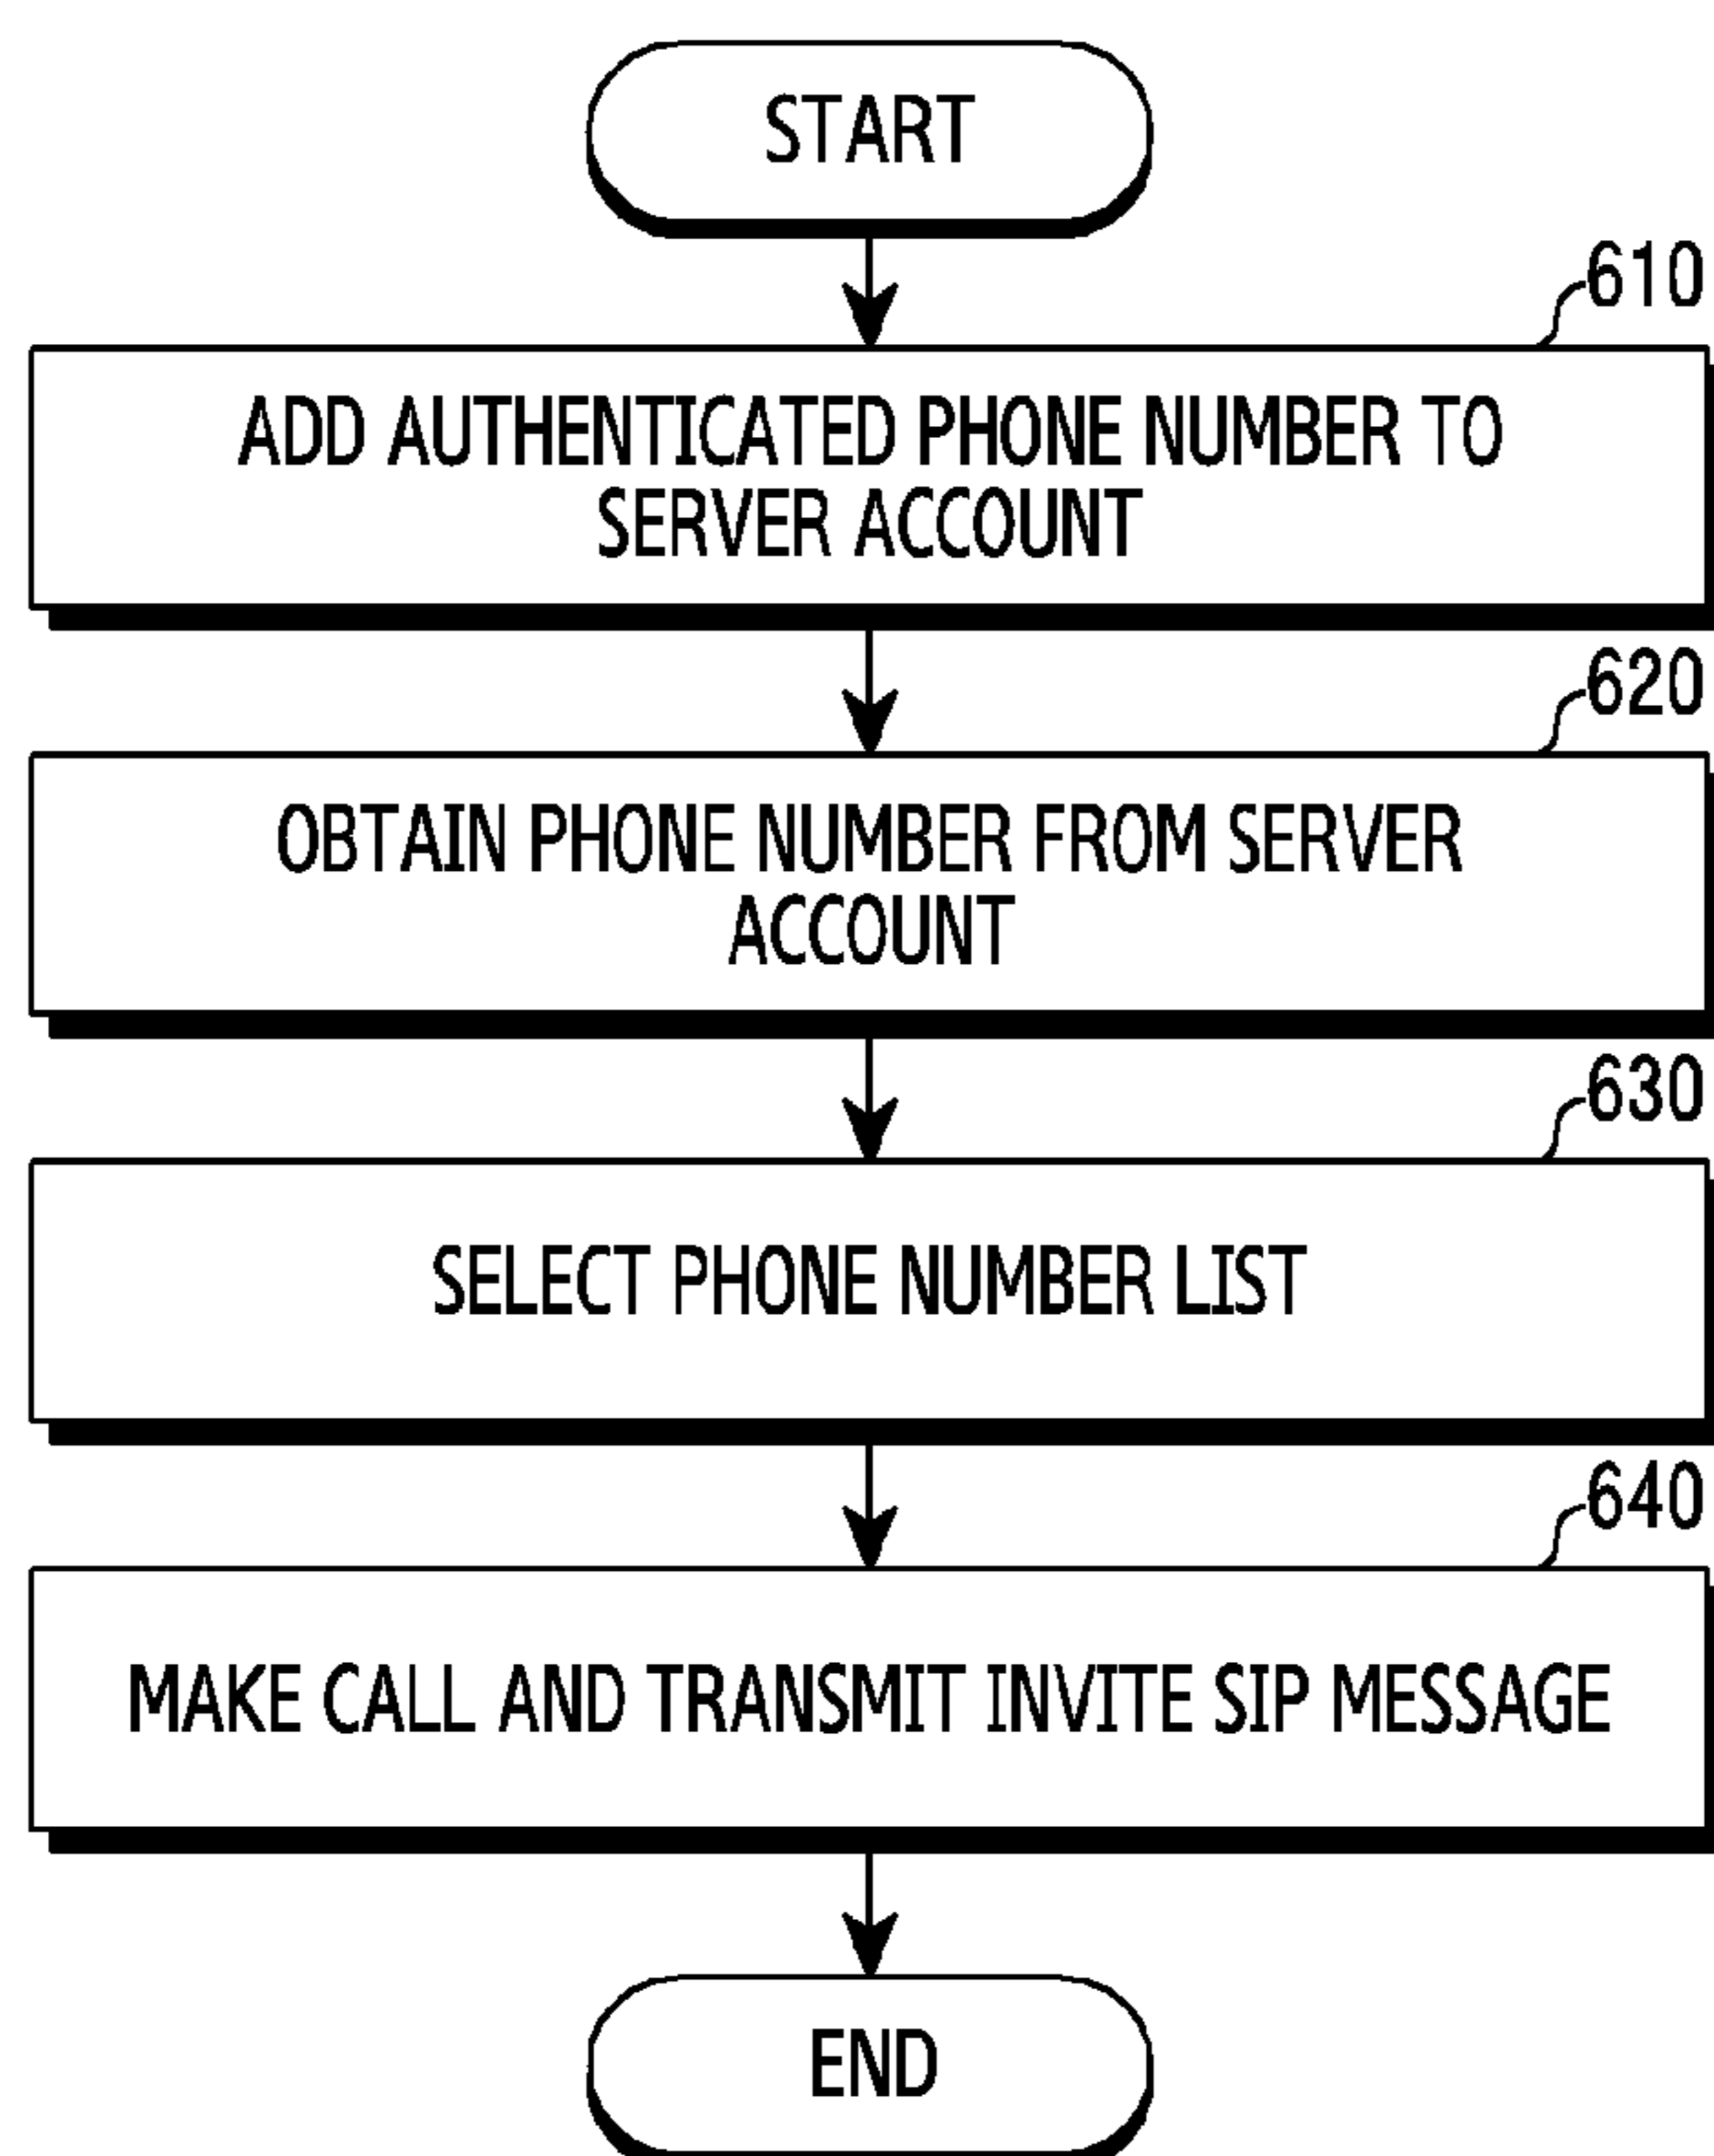 START
610
ADD AUTHENTICATED PHONE NUMBER TO
SERVER ACCOUNT
620
OBTAIN PHONE NUMBER FROM SERVER
ACCOUNT
630
SELECT PHONE NUMBER LIST
640
MAKE CALL AND TRANSMIT INVITE SIP MESSAGE
END